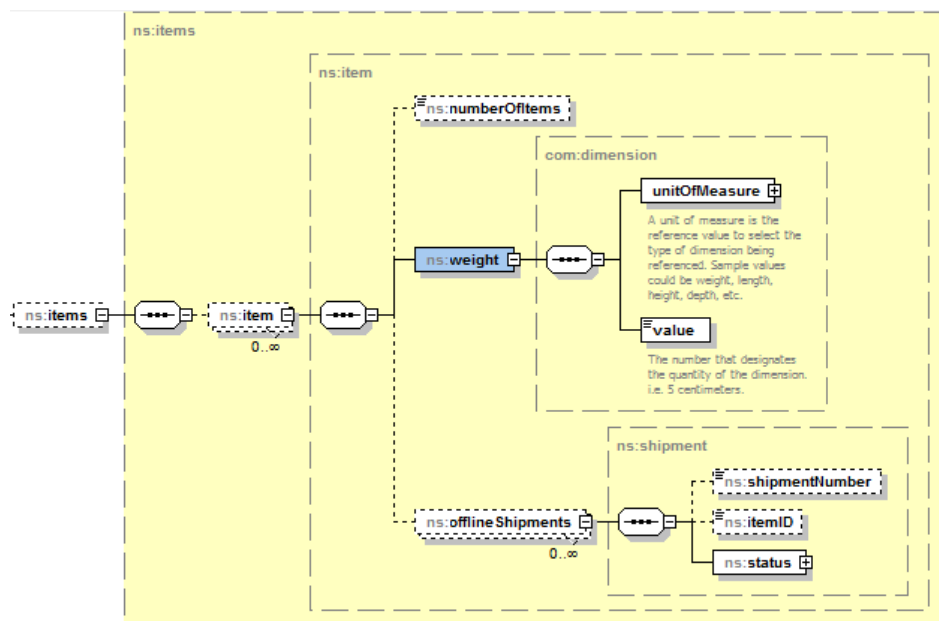 ns:items
ns:item
ns:numberOfItems
com:dimension
unitOfMeasure
A unit of measure is the
reference value to select the
type of dimension being
referenced. Sample values
could be weight, length,
height, depth, etc.
ns:weight
ns:items
ns:item
0..∞
value
The number that designates
the quantity of the dimension.
i.e. 5 centimeters.
ns:shipment
ns:shipmentNumber
ns:offlineShipments
0..∞
ns:itemID
ns:status